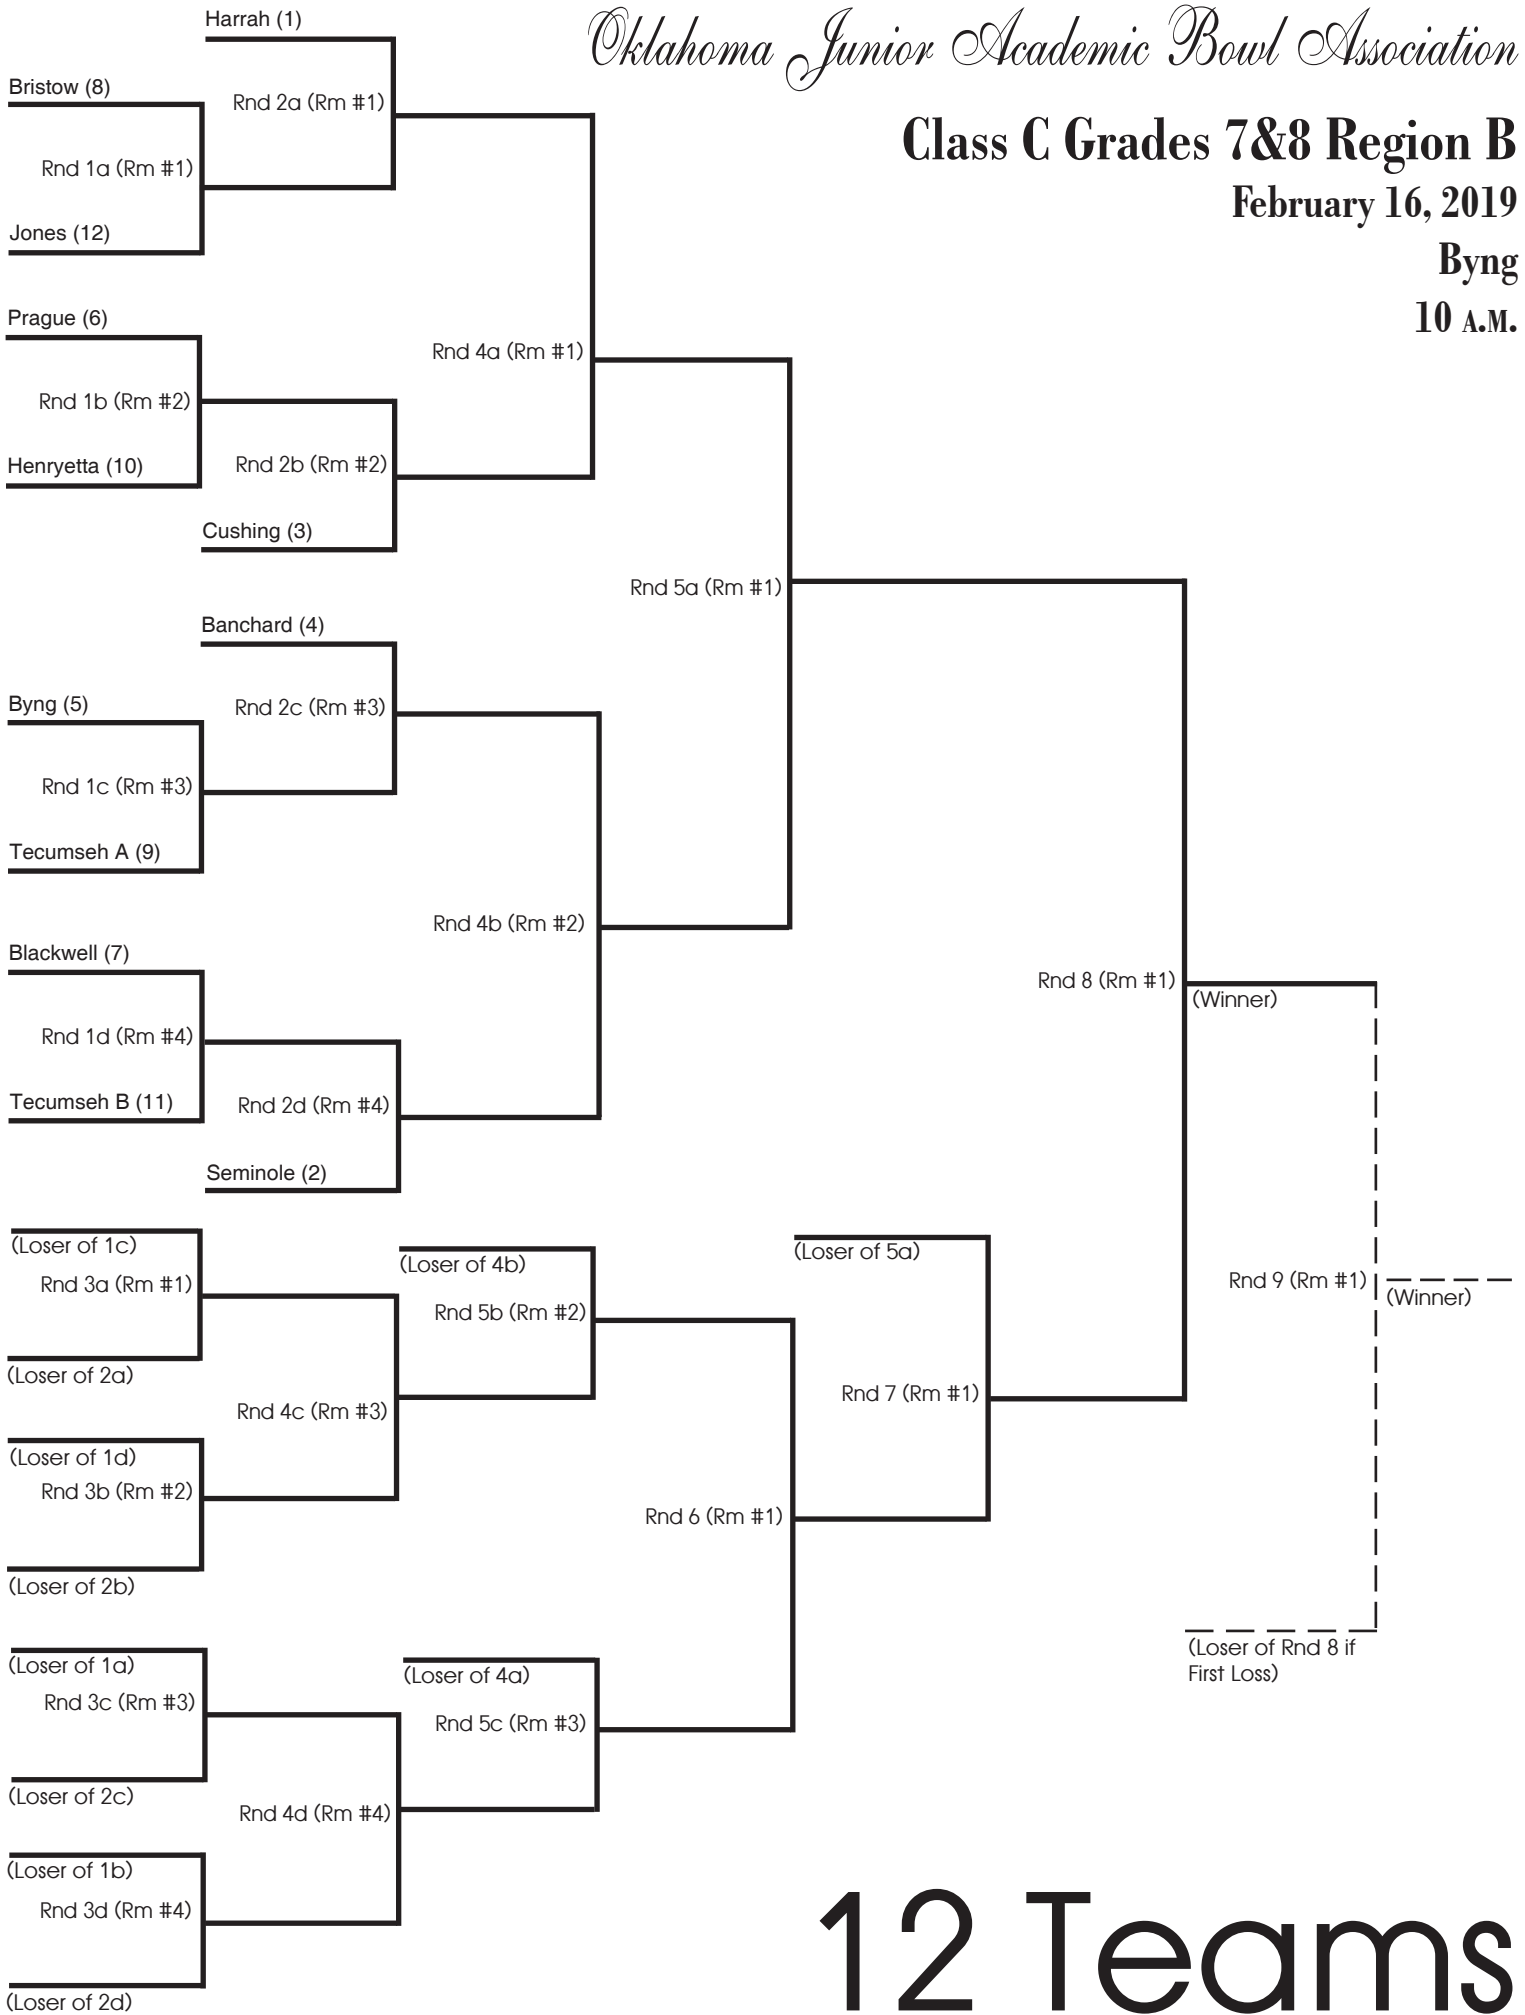 Oklahoma Junior Academic Bowl Association
Class C Grades 7&8 Region B
February 16, 2019
Byng
10 A.M.
Harrah (1)
Bristow (8)
Rnd 2a (Rm #1)
Rnd 1a (Rm #1)
Jones (12)
Prague (6)
Rnd 4a (Rm #1)
Rnd 1b (Rm #2)
Henryetta (10)
Rnd 2b (Rm #2)
Cushing (3)
Rnd 5a (Rm #1)
Banchard (4)
Byng (5)
Rnd 2c (Rm #3)
Rnd 1c (Rm #3)
Tecumseh A (9)
Rnd 4b (Rm #2)
Blackwell (7)
Rnd 8 (Rm #1)
(Winner)
Rnd 1d (Rm #4)
Tecumseh B (11)
Rnd 2d (Rm #4)
Seminole (2)
(Loser of 1c)
(Loser of 4b)
(Loser of 5a)
Rnd 3a (Rm #1)
Rnd 9 (Rm #1)
(Winner)
Rnd 5b (Rm #2)
(Loser of 2a)
Rnd 7 (Rm #1)
Rnd 4c (Rm #3)
(Loser of 1d)
Rnd 3b (Rm #2)
Rnd 6 (Rm #1)
(Loser of 2b)
(Loser of Rnd 8 if
First Loss)
(Loser of 1a)
(Loser of 4a)
Rnd 3c (Rm #3)
Rnd 5c (Rm #3)
(Loser of 2c)
Rnd 4d (Rm #4)
(Loser of 1b)
Rnd 3d (Rm #4)
(Loser of 2d)
12 Teams